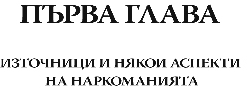 ПЪРВА ГЛАВА
ИЗТОЧНИЦИ И НЯКОИ АСПЕКТИ
НА НАРКОМАНИЯТА